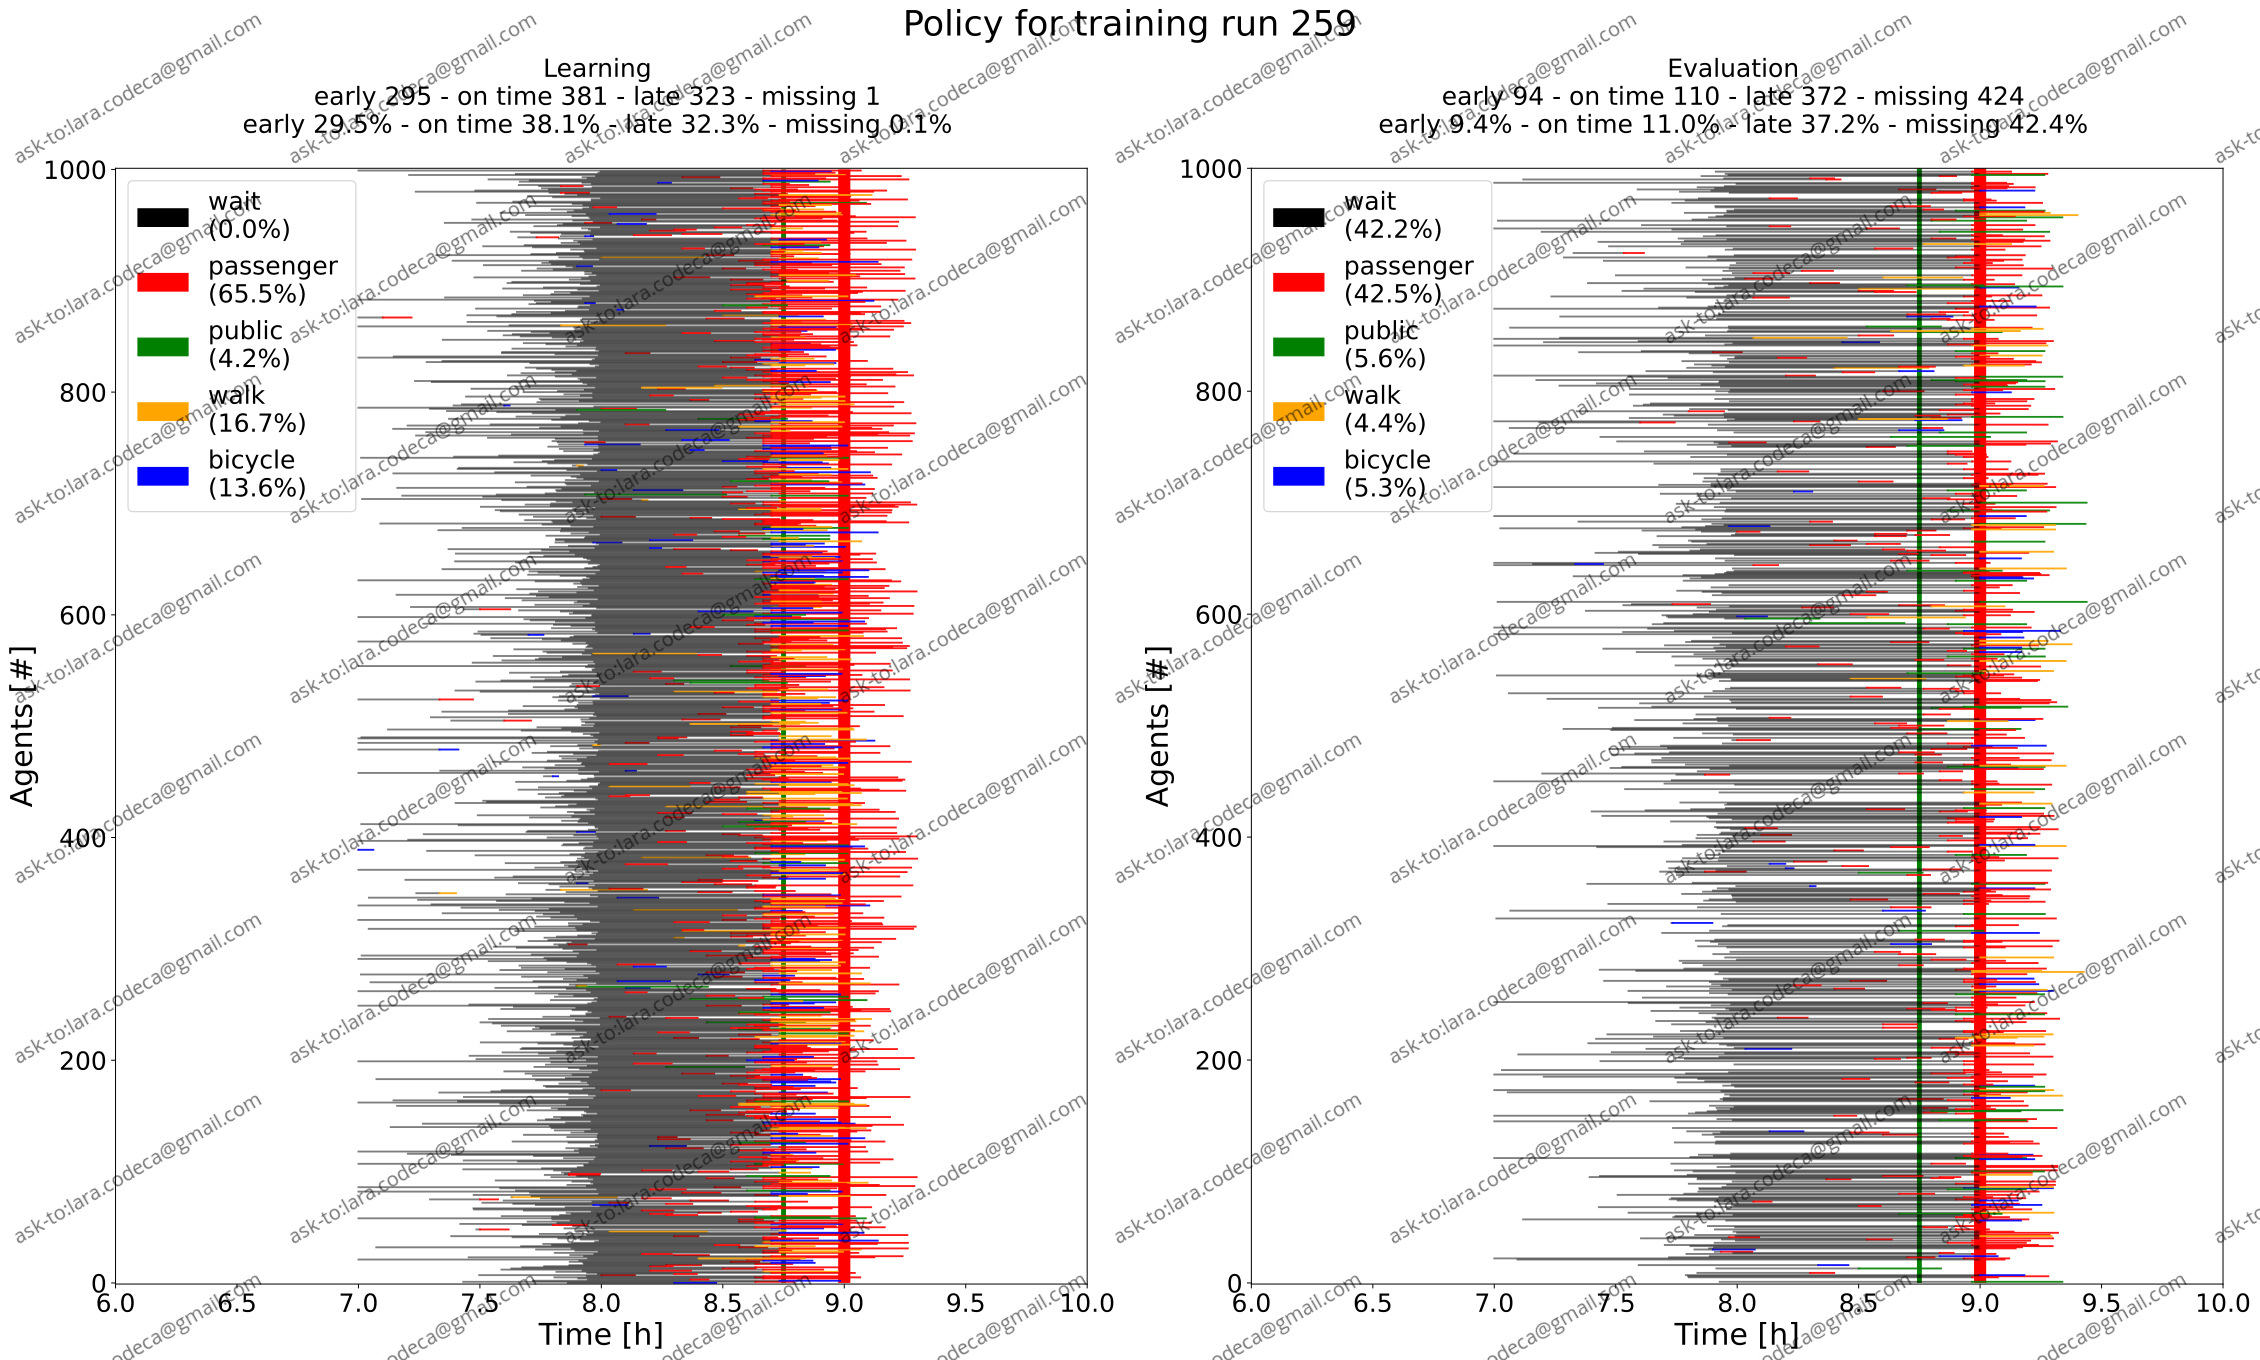 Policy for training run 259
Learning
early 295 - on time 381 - late 323 - missing 1
early 29.5% - on time 38.1% - late 32.3% - missing 0.1%
wait
(0.0%)
passenger
(65.5%)
public
(4.2%)
walk
(16.7%)
bicycle
(13.6%)
Agents [#]
1000
800
600
400
200
0
6.0 6.5 7.0 7.5 8.0 8.5 9.0 9.5 10.0
Time [h]
Evaluation
early 94 - on time 110 - late 372 - missing 424
early 9.4% - on time 11.0% - late 37.2% - missing 42.4%
wait
(42.2%)
passenger
(42.5%)
public
(5.6%)
walk
(4.4%)
bicycle
(5.3%)
Agents [#]
1000
800
600
400
200
0
6.0 6.5 7.0 7.5 8.0 8.5 9.0 9.5 10.0
Time [h]
ask-to:lara.codeca@gmail.com